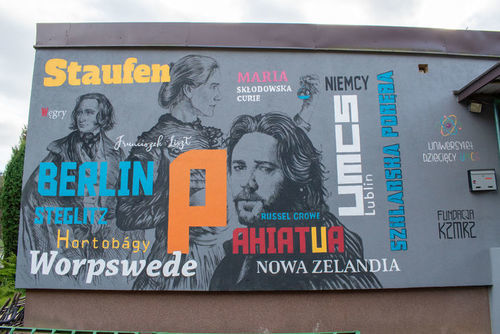 Staufen
MARIA
SKŁODOWSKA
CURIE
NIEMCY
Węgry
Franciszek Liszt
UMCS
Lublin
SZKLARSKA PORĘBA
UNIWERSYTET
DZIECIĘCY UMCS
BERLIN
STEGLITZ
P
RUSSEL CROWE
AHIATUA
Hortobágy
Worpswede
NOWA ZELANDIA
FUNDACJA
KZMRZ